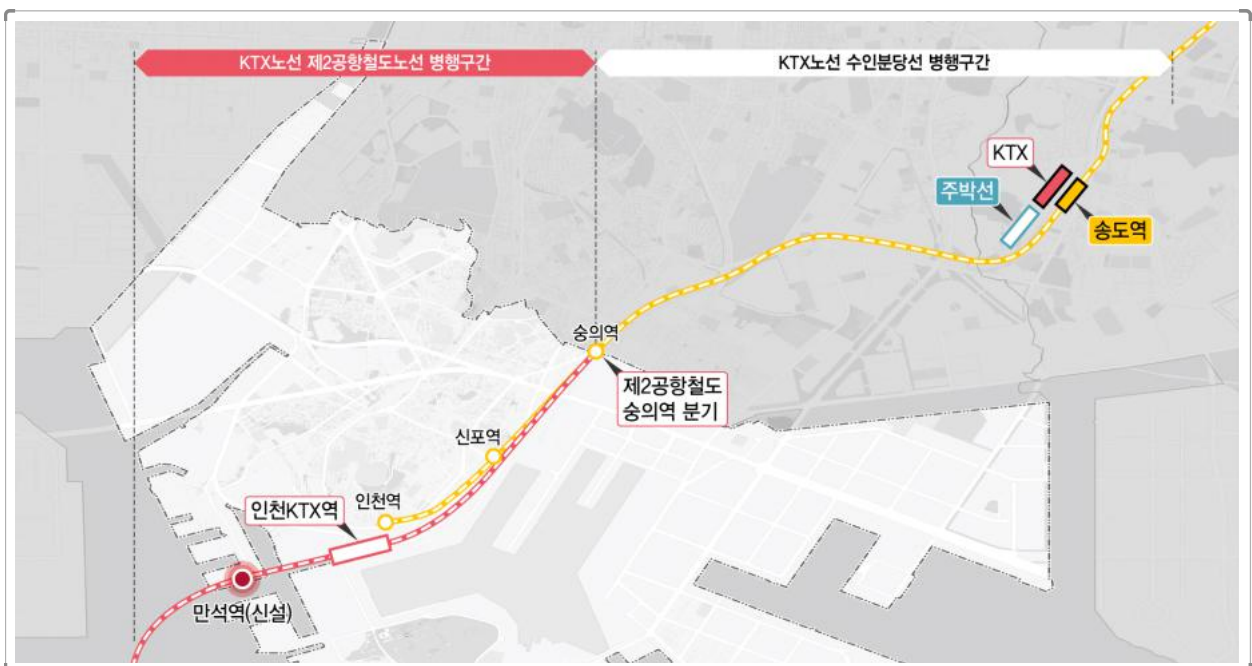 KTX노선 제2공항철도노선 병행구간
KTX노선 수인분당선 병행구간
KTX
주박선
송도역
숭의역
제2공항철도
숭의역 분기
신포역
인천역
인천KTX역
만석역(신설)